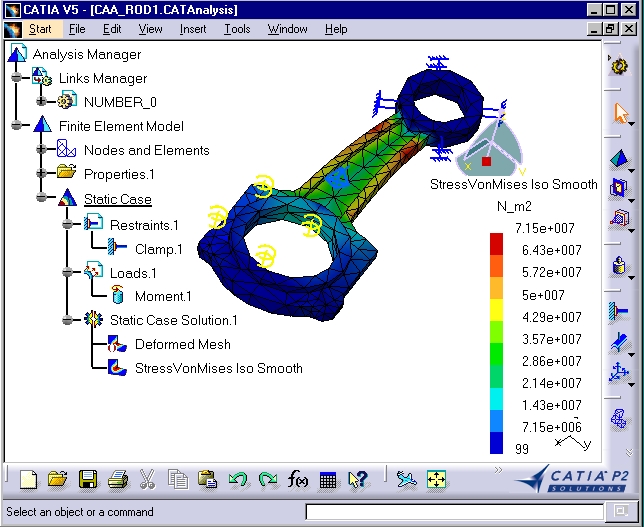 CATIA V5 - [CAA_ROD1.CATAnalysis]
Start File Edit View Insert Tools Window Help
Analysis Manager
Links Manager
NUMBER_0
Finite Element Model
Nodes and Elements
Properties.1
Static Case
Restraints.1
Clamp.1
Loads.1
Moment.1
Static Case Solution.1
Deformed Mesh
StressVonMises Iso Smooth
x y
StressVonMises Iso Smooth
N_m2
7.15e+007
6.43e+007
5.72e+007
5e+007
4.29e+007
3.57e+007
2.86e+007
2.14e+007
1.43e+007
7.15e+006
99
x y
f(x)
CATIA P2
SOLUTIONS
Select an object or a command